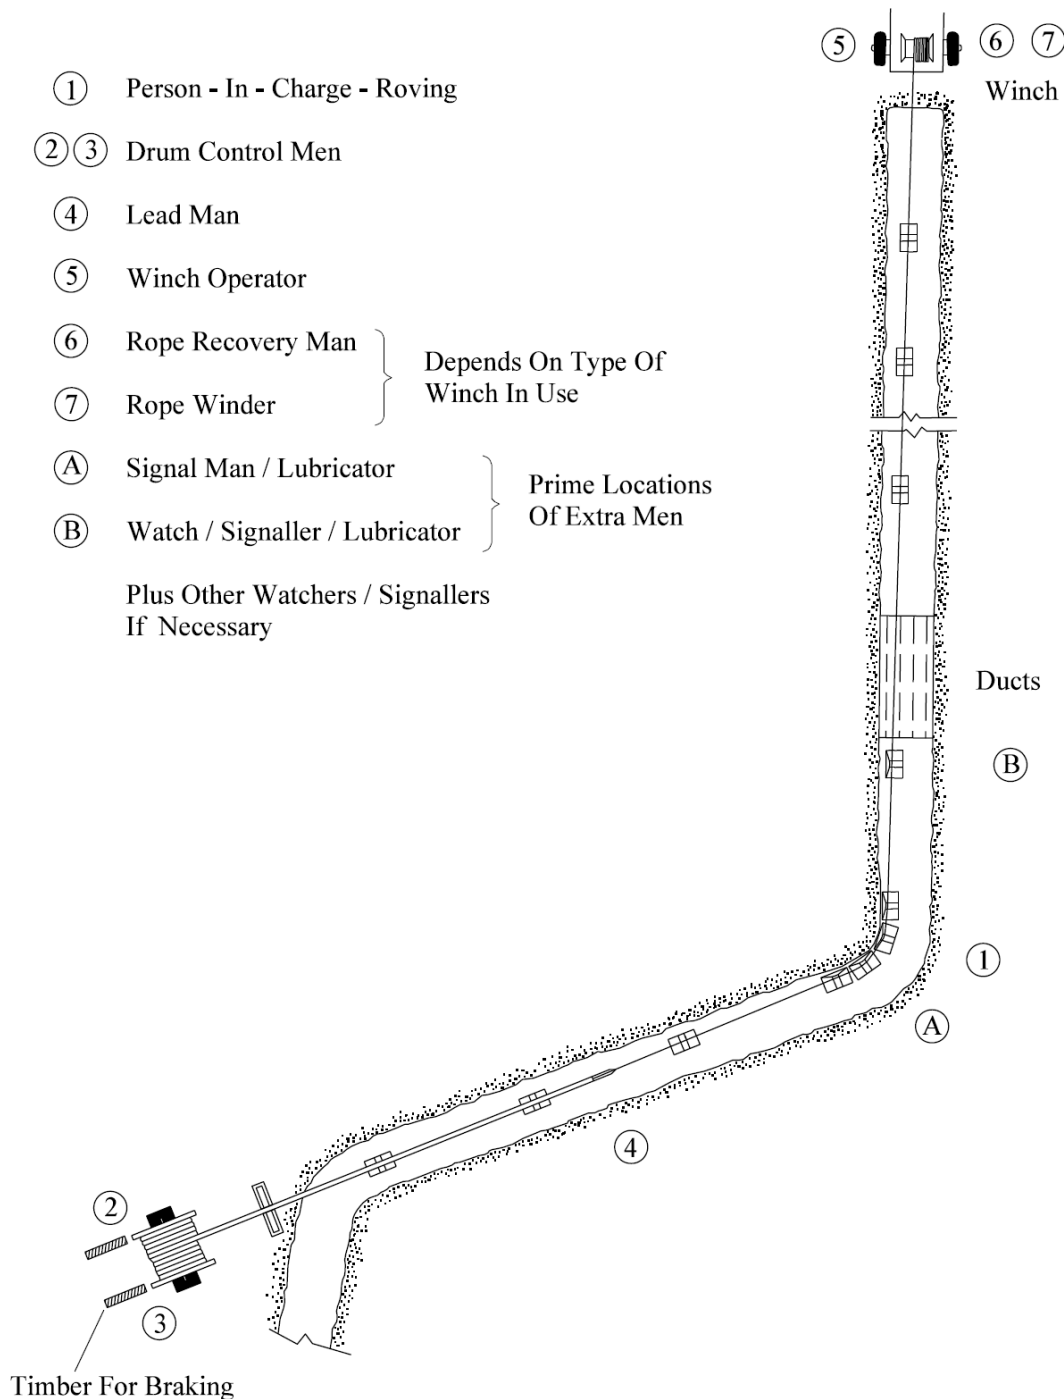 ⑤ ⑥ ⑦
Winch
① Person - In - Charge - Roving
② ③ Drum Control Men
④ Lead Man
⑤ Winch Operator
⑥ Rope Recovery Man
⑦ Rope Winder
Depends On Type Of
Winch In Use
Ⓐ Signal Man / Lubricator
Ⓑ Watch / Signaller / Lubricator
Prime Locations
Of Extra Men
Plus Other Watchers / Signallers
If Necessary
Ducts
Ⓑ
①
Ⓐ
④
②
③
Timber For Braking